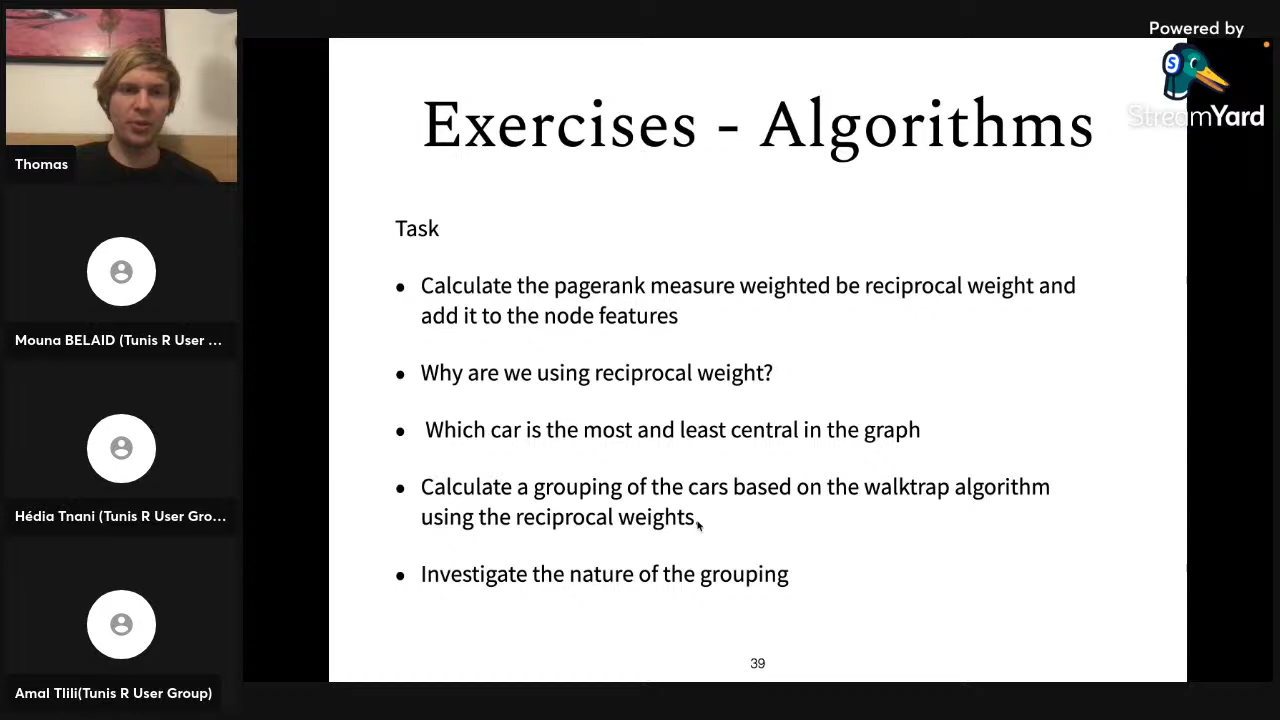 Powered by
StreamYard
Thomas
Mouna BELAID (Tunis R User ...
Hédia Tnani (Tunis R User Gro...
Amal Tlili(Tunis R User Group)
Exercises - Algorithms
Task
• Calculate the pagerank measure weighted be reciprocal weight and
add it to the node features
• Why are we using reciprocal weight?
• Which car is the most and least central in the graph
• Calculate a grouping of the cars based on the walktrap algorithm
using the reciprocal weights
• Investigate the nature of the grouping
39